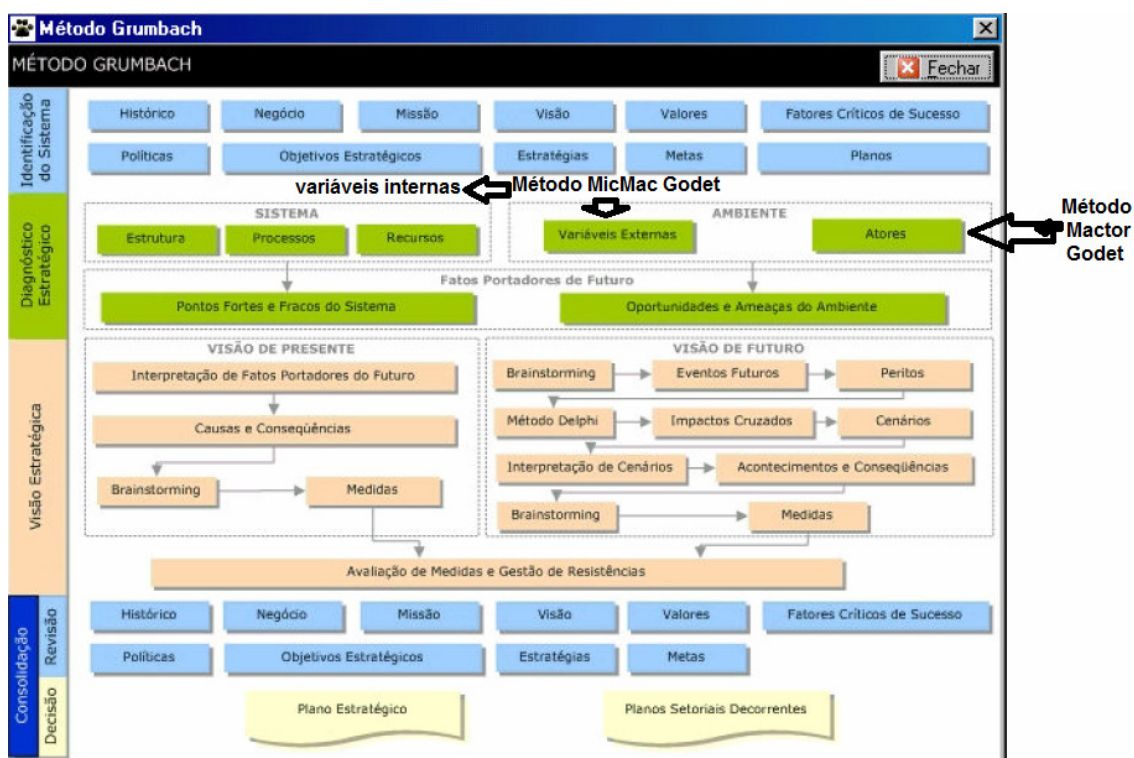 Método Grumbach
MÉTODO GRUMBACH
Fechar
Identificação
do Sistema
Histórico
Negócio
Missão
Visão
Valores
Fatores Críticos de Sucesso
Políticas
Objetivos Estratégicos
Estratégias
Metas
Planos
variáveis internas
Método MicMac Godet
Método
Mactor
Godet
Diagnóstico
Estratégico
SISTEMA
Estrutura
Processos
Recursos
AMBIENTE
Variáveis Externas
Atores
Fatos Portadores de Futuro
Pontos Fortes e Fracos do Sistema
Oportunidades e Ameaças do Ambiente
Visão Estratégica
VISÃO DE PRESENTE
Interpretação de Fatos Portadores do Futuro
Causas e Conseqüências
Brainstorming
Medidas
VISÃO DE FUTURO
Brainstorming
Eventos Futuros
Peritos
Método Delphi
Impactos Cruzados
Cenários
Interpretação de Cenários
Acontecimentos e Conseqüências
Brainstorming
Medidas
Avaliação de Medidas e Gestão de Resistências
Consolidação
Revisão
Histórico
Negócio
Missão
Visão
Valores
Fatores Críticos de Sucesso
Políticas
Objetivos Estratégicos
Estratégias
Metas
Decisão
Plano Estratégico
Planos Setoriais Decorrentes